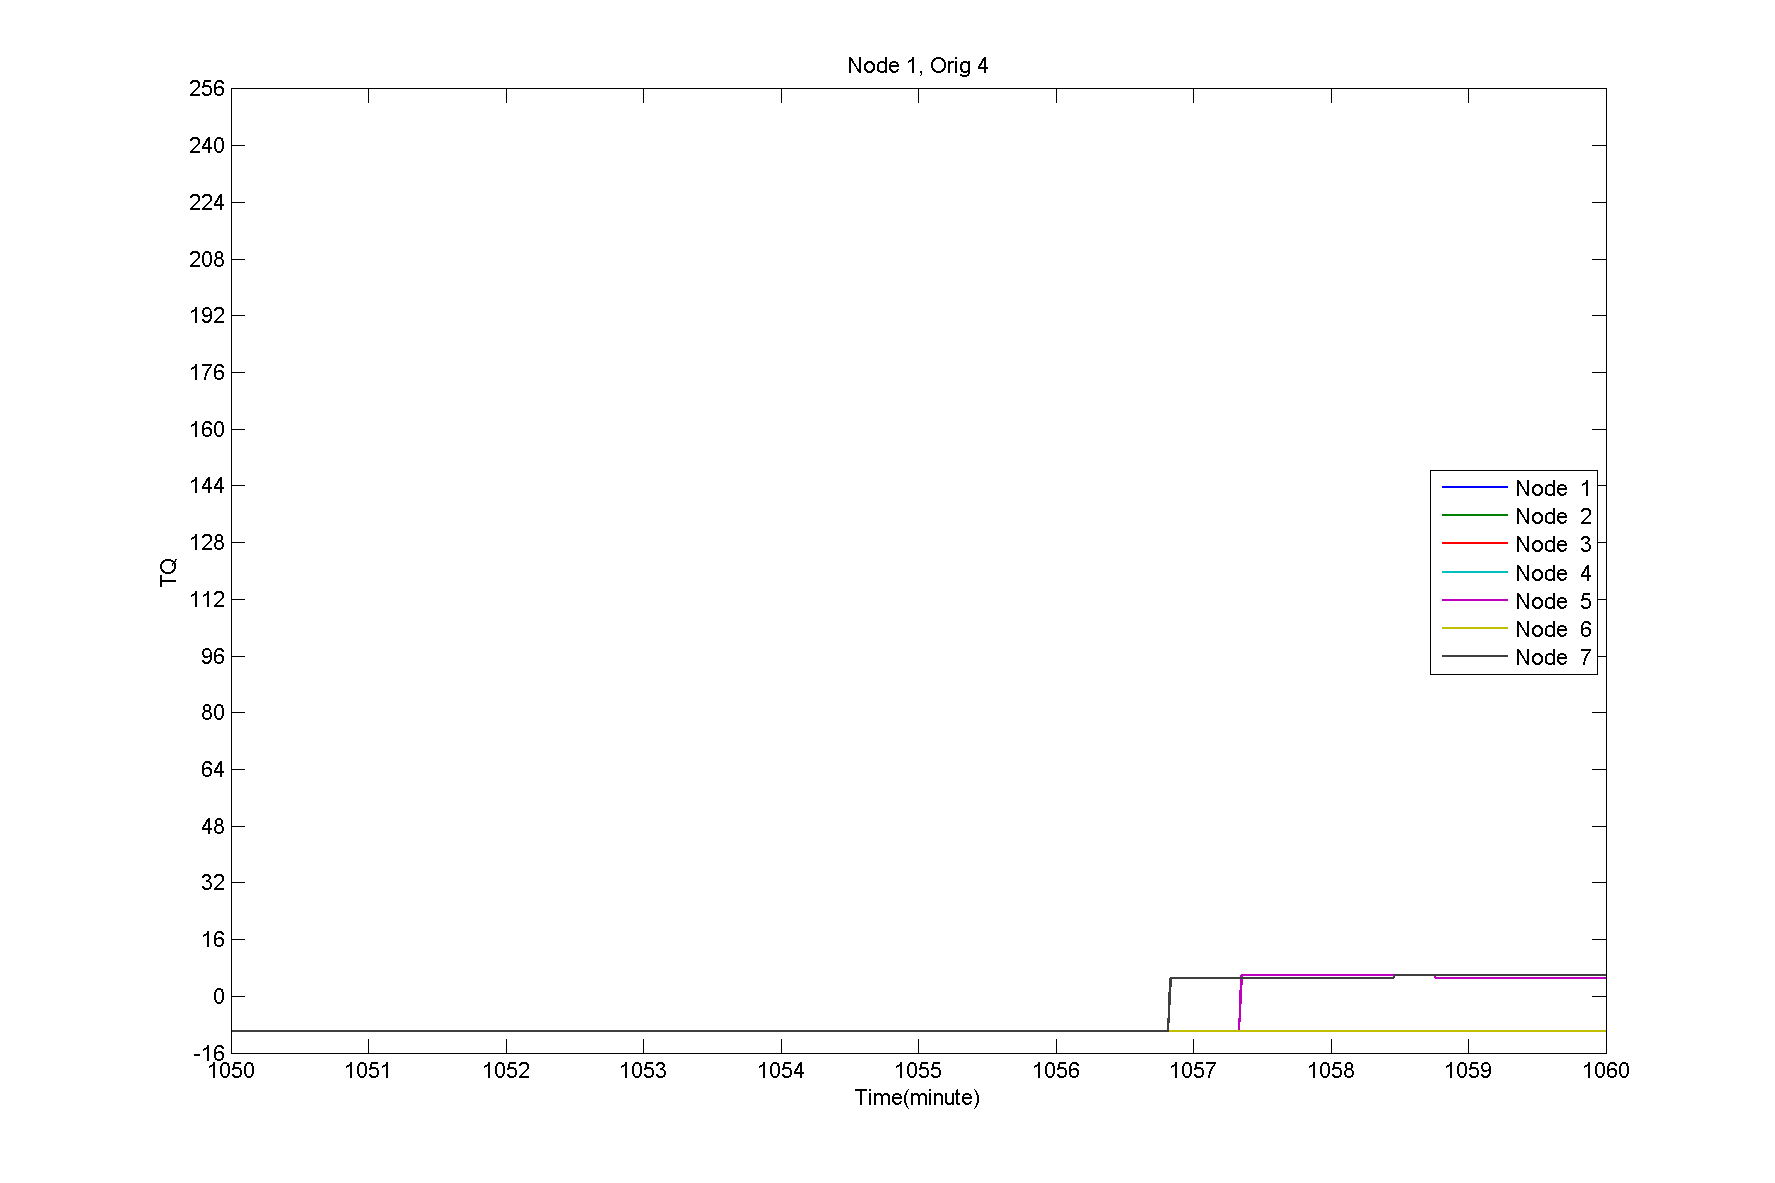 Node 1, Orig 4
256
240
224
208
192
176
160
144
128
112
96
80
64
48
32
16
0
-16
TQ
Node 1
Node 2
Node 3
Node 4
Node 5
Node 6
Node 7
1050 1051 1052 1053 1054 1055 1056 1057 1058 1059 1060
Time(minute)